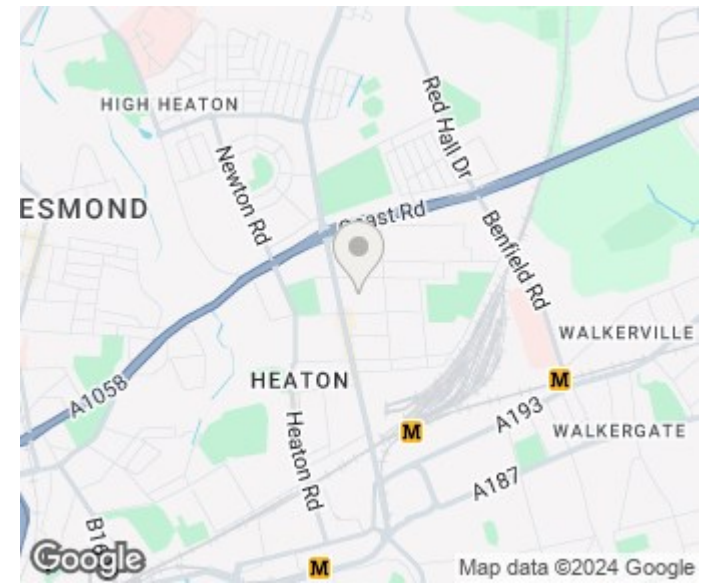 HIGH HEATON
Red Hall Dr
Newton Rd
ESMOND
Coast Rd
Benfield Rd
WALKERVILLE
HEATON
M
A1058
M
A193
WALKERGATE
Heaton Rd
A187
B16
M
Google
Map data ©2024 Google